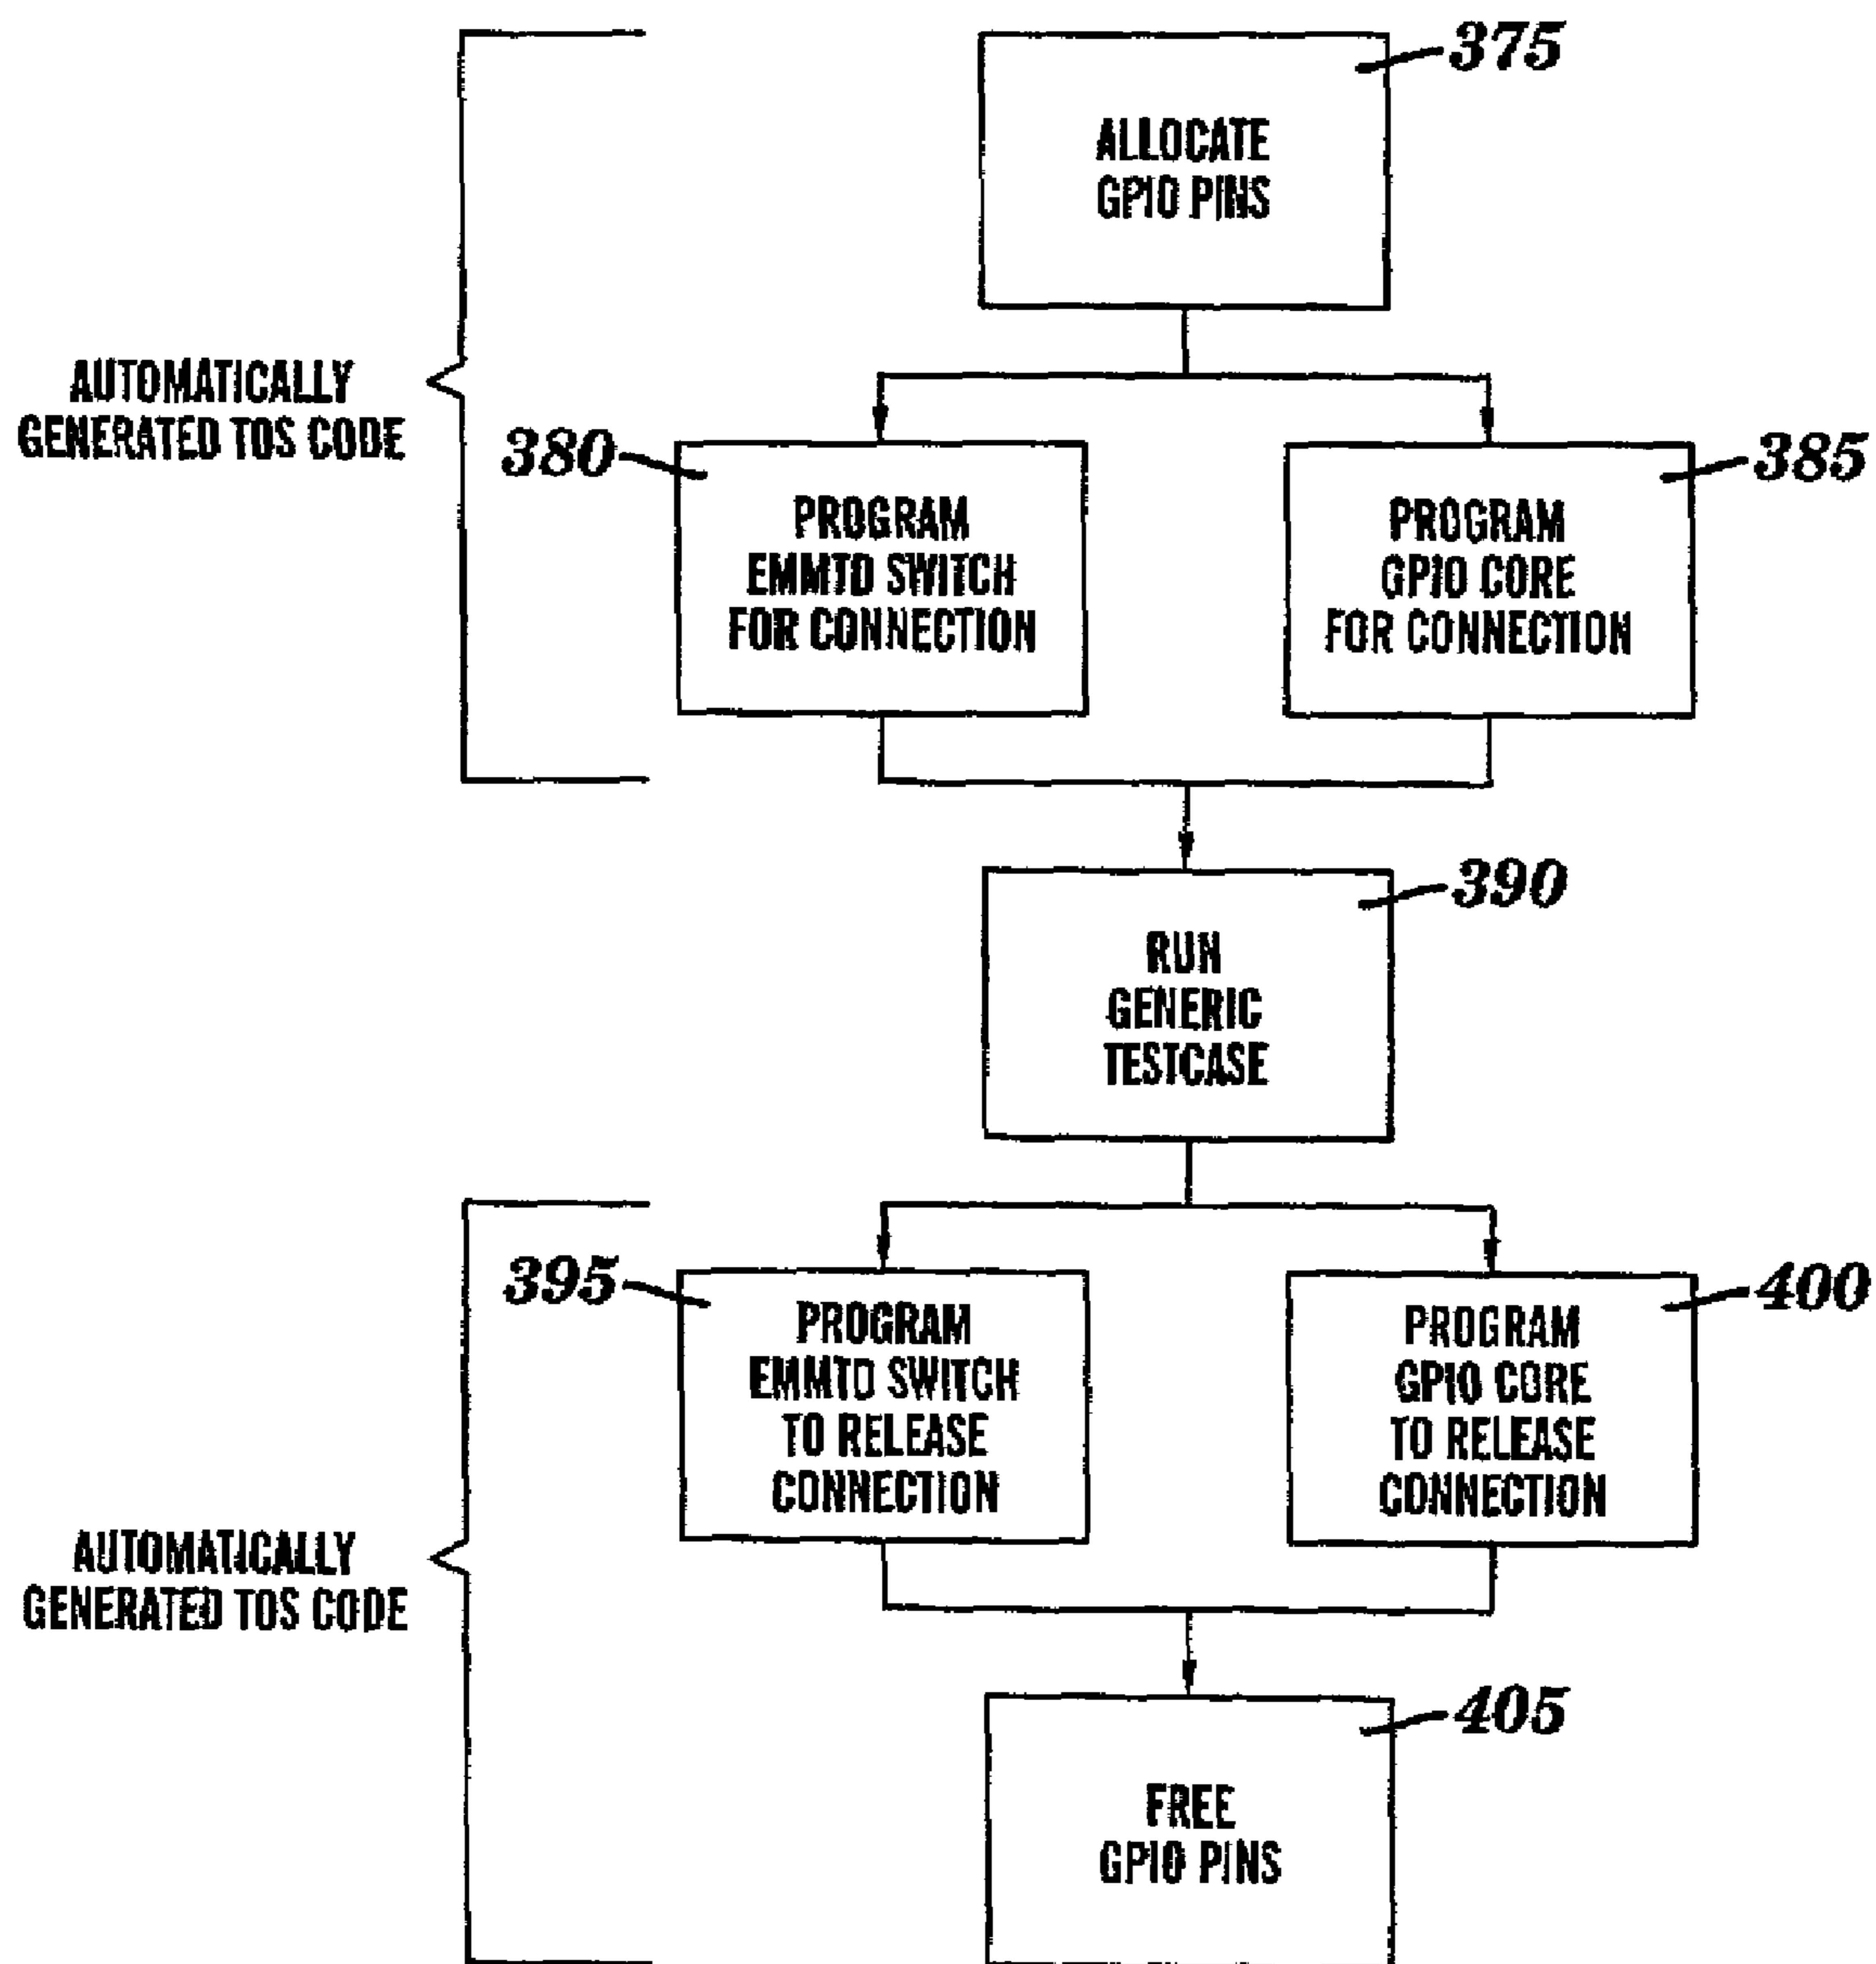 375
ALLOCATE
GPIO PINS
AUTOMATICALLY
GENERATED TOS CODE
380
PROGRAM
EMMTD SWITCH
FOR CONNECTION
385
PROGRAM
GPIO CORE
FOR CONNECTION
390
RUN
GENERIC
TESTCASE
395
PROGRAM
EMMTD SWITCH
TO RELEASE
CONNECTION
400
PROGRAM
GPIO CORE
TO RELEASE
CONNECTION
AUTOMATICALLY
GENERATED TOS CODE
405
FREE
GPIO PINS